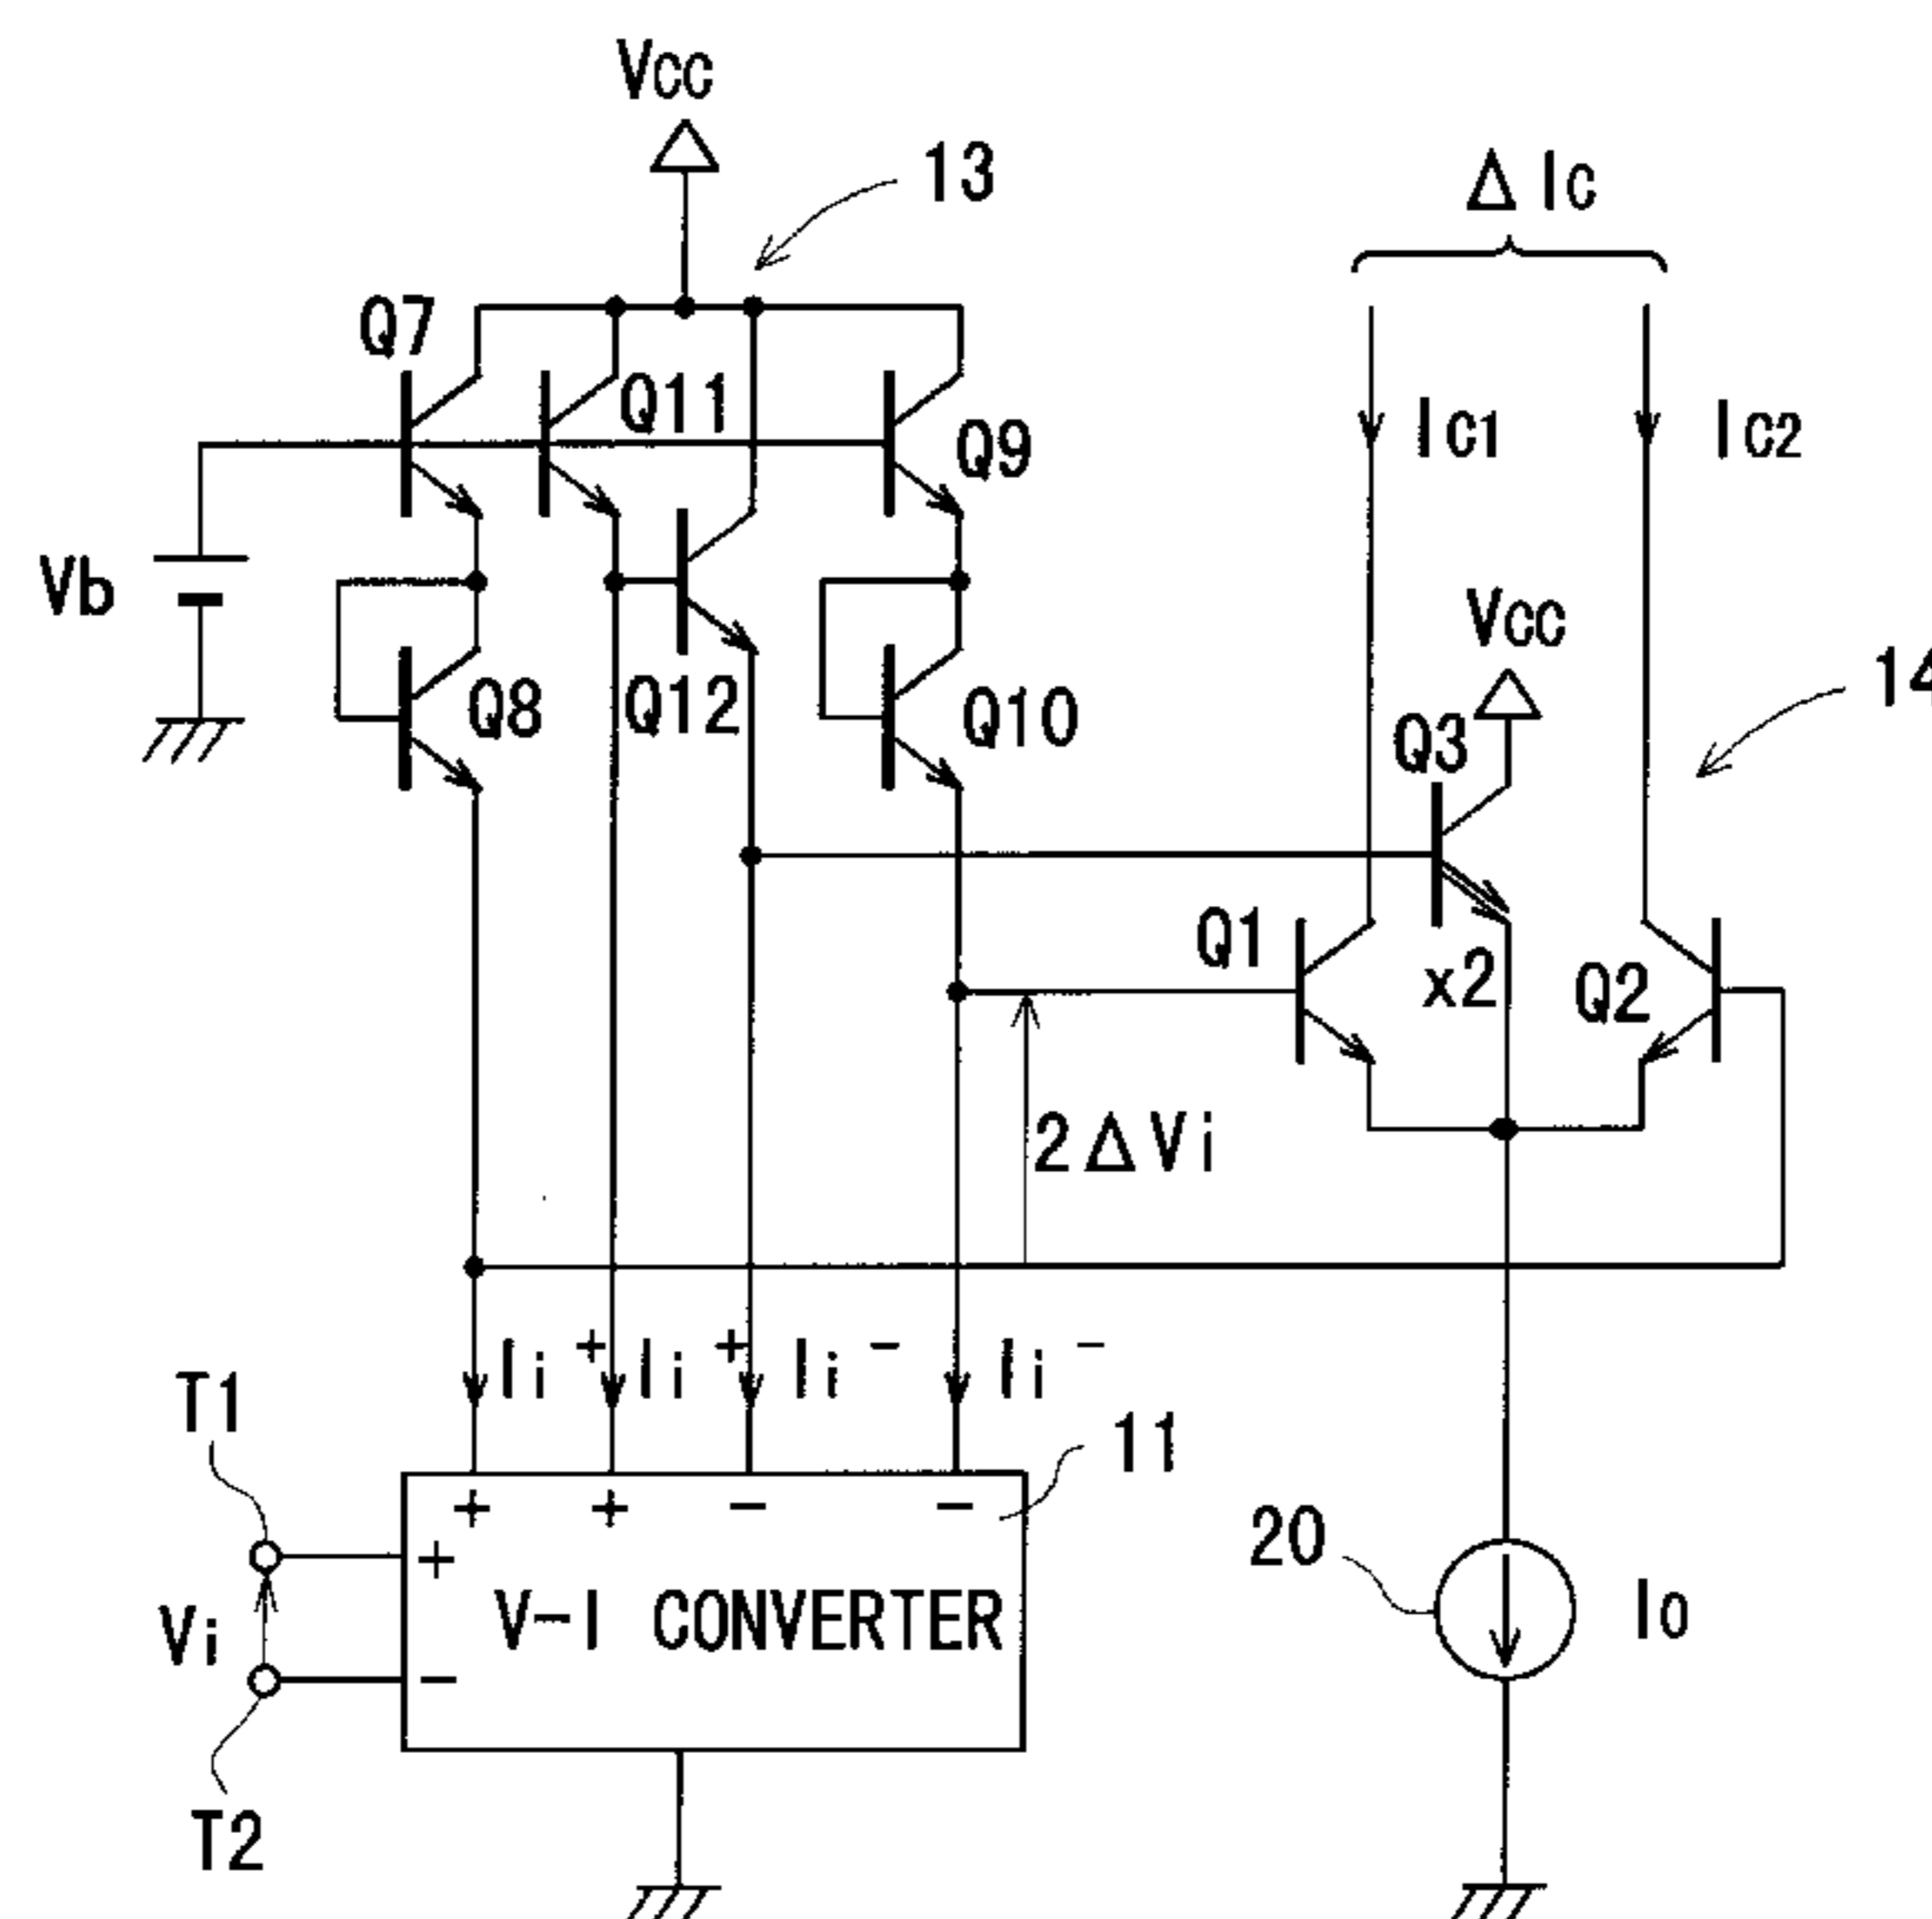 Vcc
13
Δ Ic
Q7
Q11
Q9
Ic1
Ic2
Vb
Vcc
14
Q8
Q12
Q10
Q3
Q1
x2
Q2
2ΔVi
Ii + Ii + Ii - Ii -
T1
11
+ + - -
20
+
Vi
V-I CONVERTER
Io
-
T2